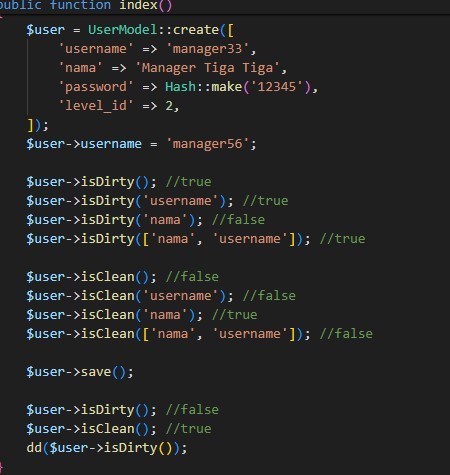 public function index()
$user = UserModel::create([
'username' => 'manager33',
'nama' => 'Manager Tiga Tiga',
'password' => Hash::make('12345'),
'level_id' => 2,
]);
$user->username = 'manager56';
$user->isDirty(); //true
$user->isDirty('username'); //true
$user->isDirty('nama'); //false
$user->isDirty(['nama', 'username']); //true
$user->isClean(); //false
$user->isClean('username'); //false
$user->isClean('nama'); //true
$user->isClean(['nama', 'username']); //false
$user->save();
$user->isDirty(); //false
$user->isClean(); //true
dd($user->isDirty());
}